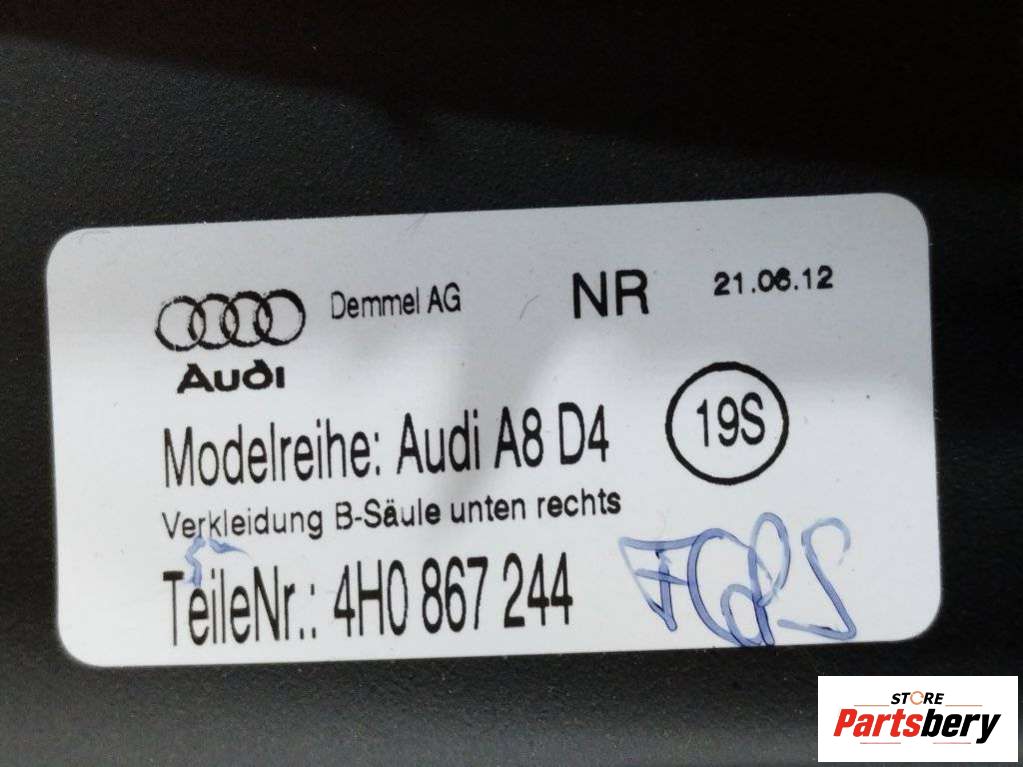 Demmel AG NR 21.06.12
Audi
Modelreihe: Audi A8 D4 19S
Verkleidung B-Säule unten rechts
TeileNr.: 4H0 867 244
STORE
Partsbery